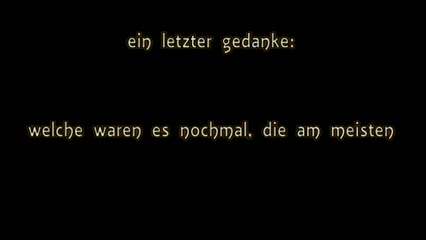 ein letzter gedanke:
welche waren es nochmal, die am meisten